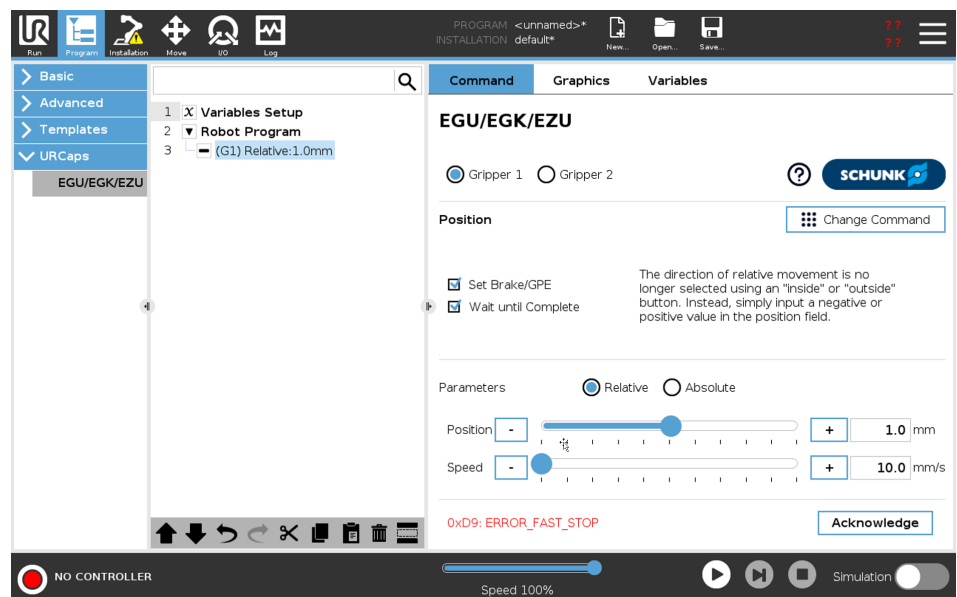 PROGRAM <unnamed>*
INSTALLATION default*
? ?
? ?
Run
Program
Installation
Move
I/O
Log
New...
Open...
Save...
Basic
Advanced
Templates
URCaps
EGU/EGK/EZU
1 X Variables Setup
2 Robot Program
3 (G1) Relative:1.0mm
Command Graphics Variables
EGU/EGK/EZU
Gripper 1 Gripper 2
? SCHUNK
Position
Change Command
Set Brake/GPE
Wait until Complete
The direction of relative movement is no
longer selected using an "inside" or "outside"
button. Instead, simply input a negative or
positive value in the position field.
Parameters Relative Absolute
Position - + 1.0 mm
Speed - + 10.0 mm/s
0xD9: ERROR_FAST_STOP Acknowledge
NO CONTROLLER
Speed 100%
Simulation